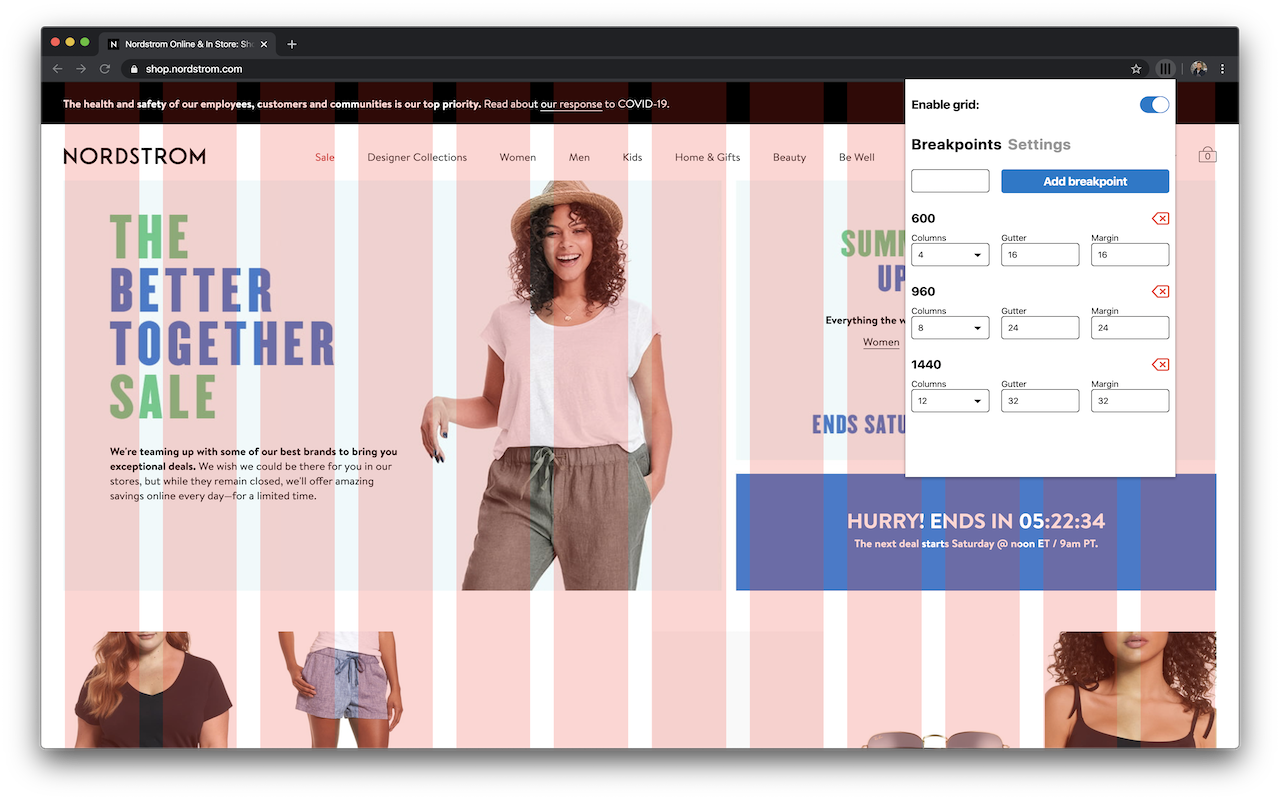 Nordstrom Online & In Store: Sho
shop.nordstrom.com
The health and safety of our employees, customers and communities is our top priority. Read about our response to COVID-19.
NORDSTROM
Sale Designer Collections Women Men Kids Home & Gifts Beauty Be Well
0
THE
BETTER
TOGETHER
SALE
We're teaming up with some of our best brands to bring you
exceptional deals. We wish we could be there for you in our
stores, but while they remain closed, we'll offer amazing
savings online every day—for a limited time.
SUMM
UP
Everything the w
Women
ENDS SATU
HURRY! ENDS IN 05:22:34
The next deal starts Saturday @ noon ET / 9am PT.
Enable grid:
Breakpoints Settings
Add breakpoint
600
Columns Gutter Margin
4 16 16
960
Columns Gutter Margin
8 24 24
1440
Columns Gutter Margin
12 32 32